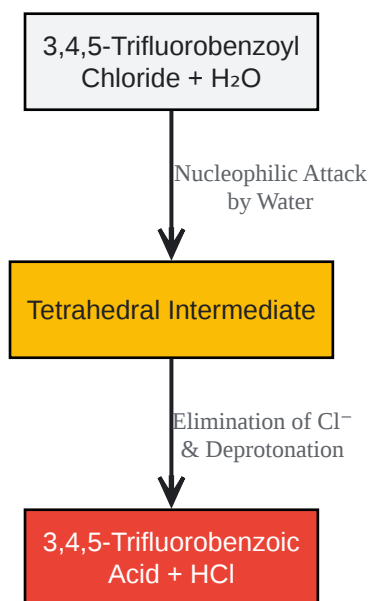 3,4,5-Trifluorobenzoyl
Chloride + H₂O
Nucleophilic Attack
by Water
Tetrahedral Intermediate
Elimination of Cl⁻
& Deprotonation
3,4,5-Trifluorobenzoic
Acid + HCl